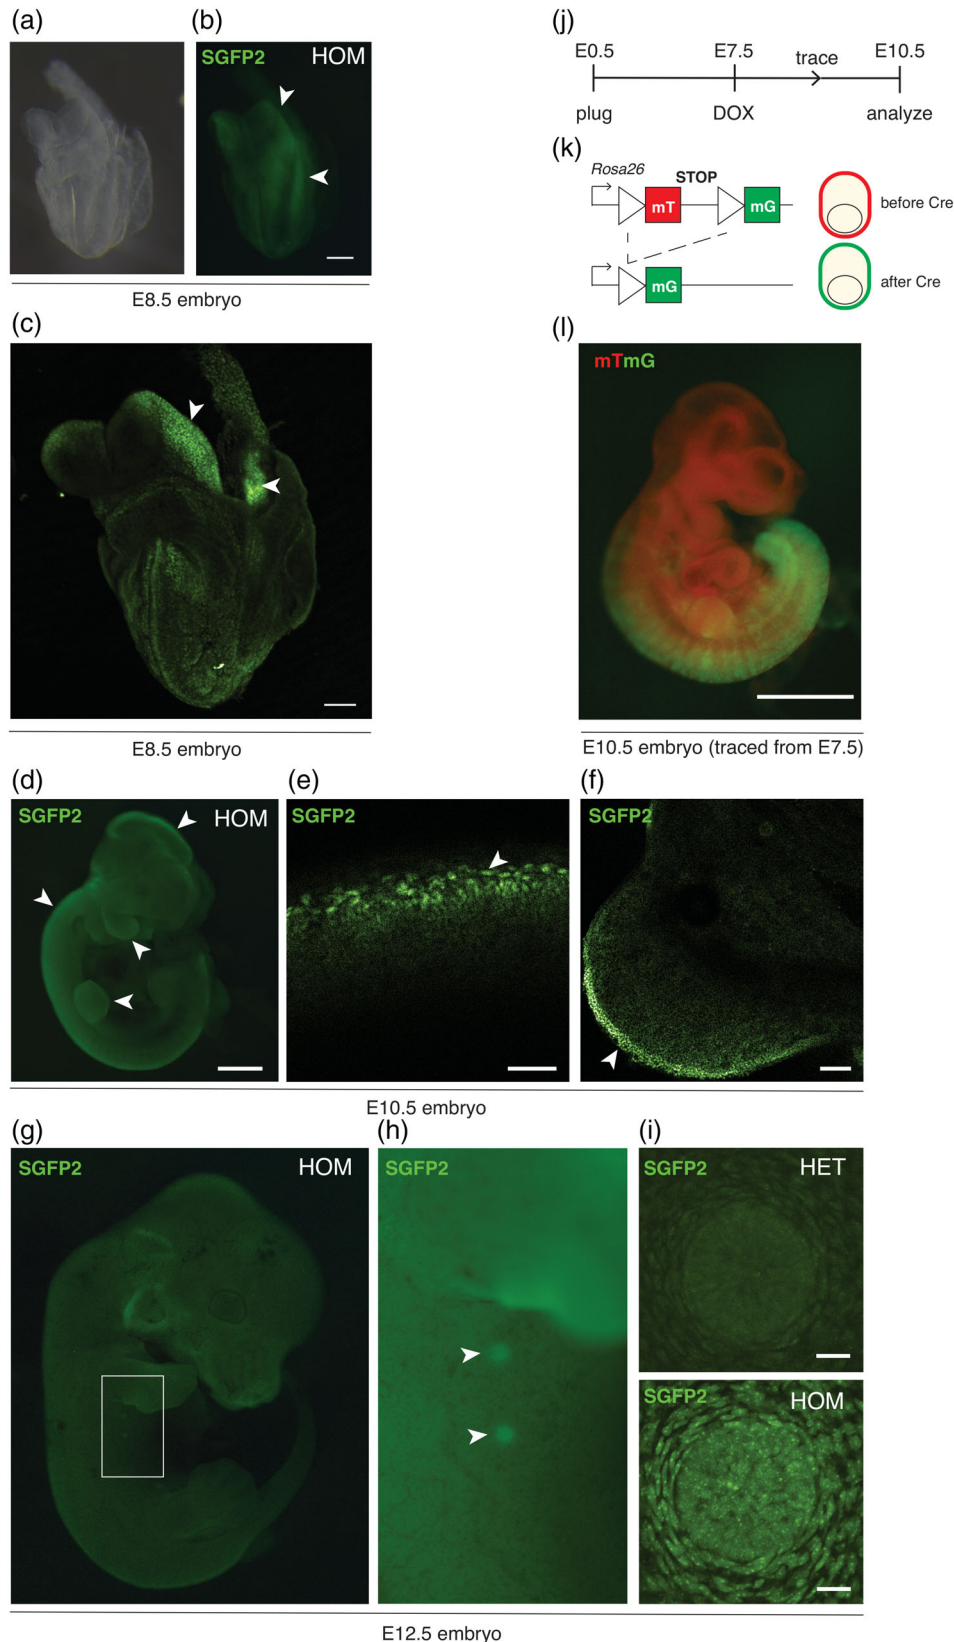 (a)
(b)
SGFP2 HOM
E8.5 embryo
(c)
E8.5 embryo
(j)
E0.5 E7.5 E10.5
trace
plug DOX analyze
(k)
Rosa26 STOP
mT mG before Cre
mG after Cre
(l)
mTmG
E10.5 embryo (traced from E7.5)
(d)
SGFP2 HOM
(e)
SGFP2
(f)
SGFP2
E10.5 embryo
(g)
SGFP2 HOM
(h)
SGFP2
(i)
SGFP2 HET
SGFP2 HOM
E12.5 embryo